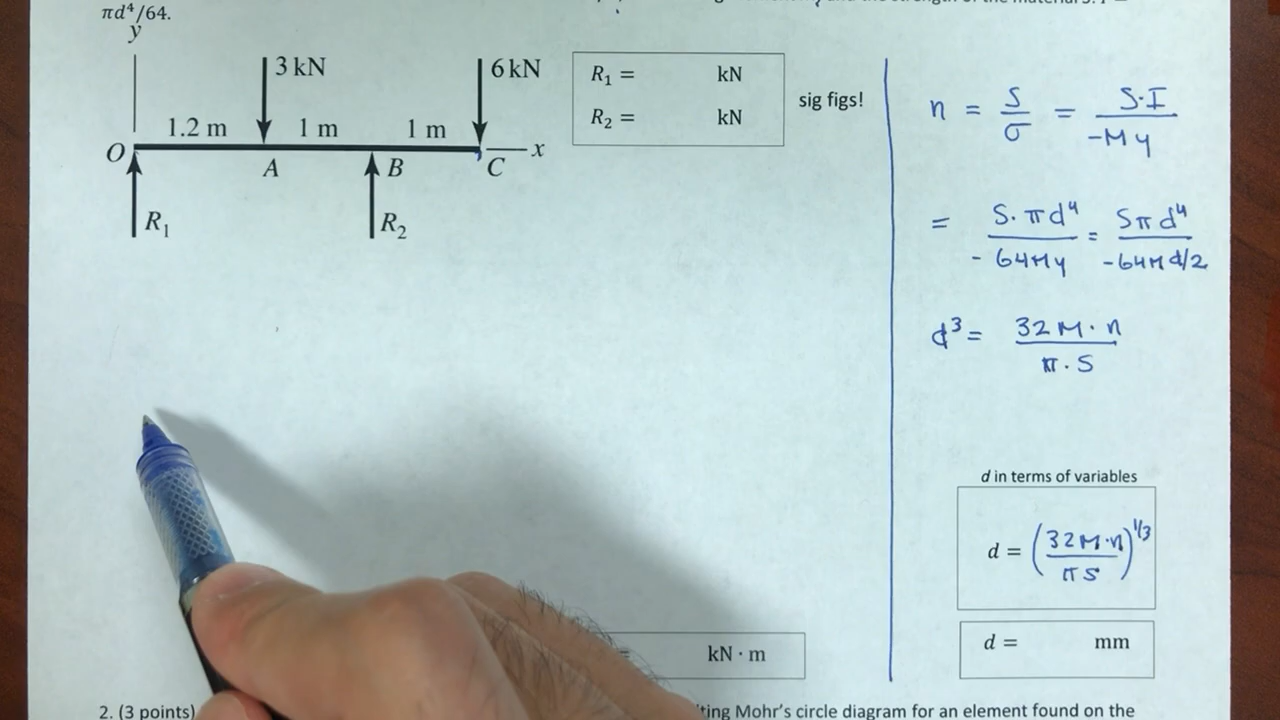 πd⁴/64.
y
3 kN
6 kN
1.2 m
1 m
1 m
O
A
B
C
x
R₁
R₂
R₁ = kN
R₂ = kN
sig figs!
n = S/σ = S·I/-My
= S·πd⁴/-64My = Sπd⁴/-64Md/2
d³ = 32M·n/π·S
d in terms of variables
d = (32M·n/πS)^1/3
d = mm
= kN · m
2. (3 points)
Mohr's circle diagram for an element found on the